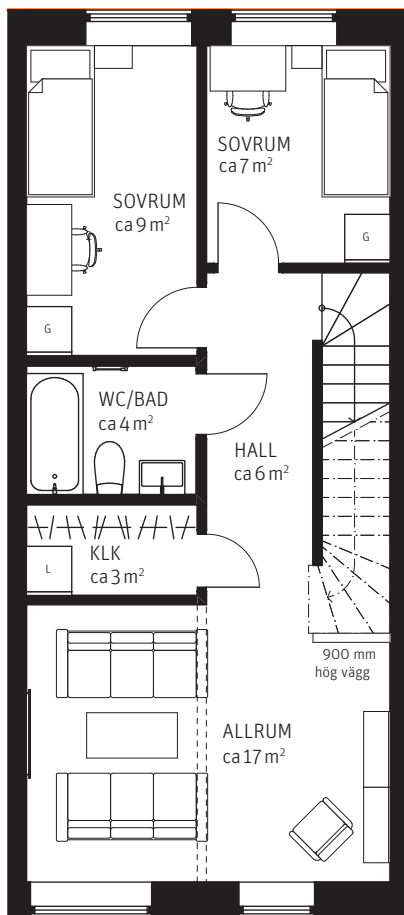 SOVRUM
ca 7 m²
SOVRUM
ca 9 m²
G
G
WC/BAD
ca 4 m²
HALL
ca 6 m²
KLK
ca 3 m²
L
900 mm
hög vägg
ALLRUM
ca 17 m²